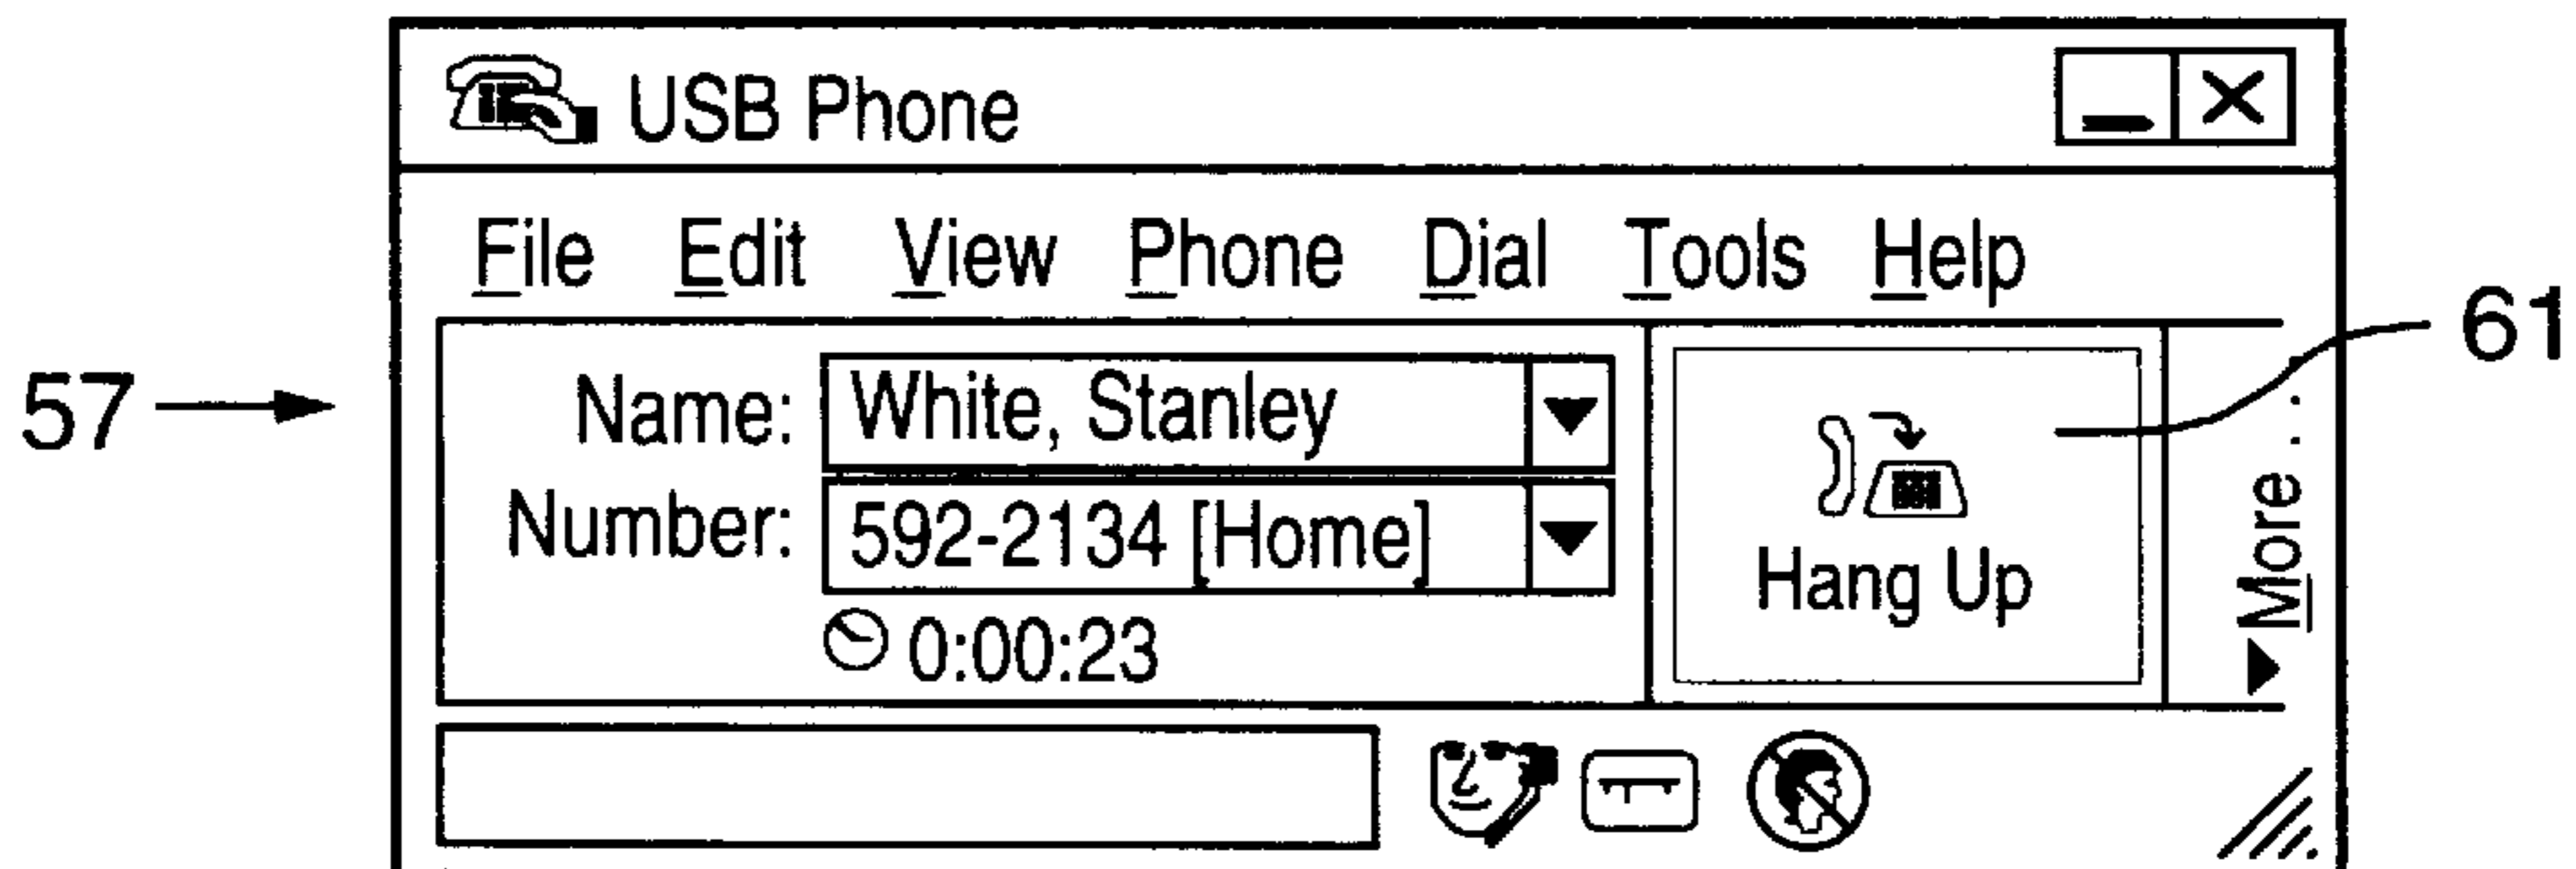 USB Phone
File Edit View Phone Dial Tools Help
61
57
Name: White, Stanley
Number: 592-2134 [Home]
0:00:23
Hang Up
More...